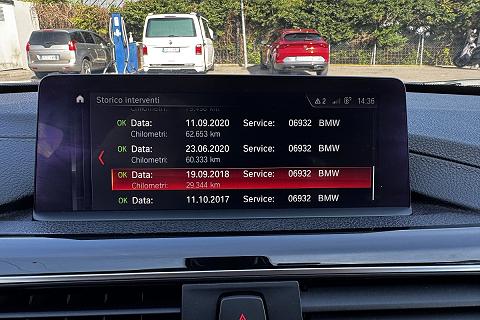 Storico interventi
2
14:36
OK Data: 11.09.2020 Service: 06932 BMW
Chilometri: 62.653 km
OK Data: 23.06.2020 Service: 06932 BMW
Chilometri: 60.333 km
OK Data: 19.09.2018 Service: 06932 BMW
Chilometri: 29.344 km
OK Data: 11.10.2017 Service: 06932 BMW